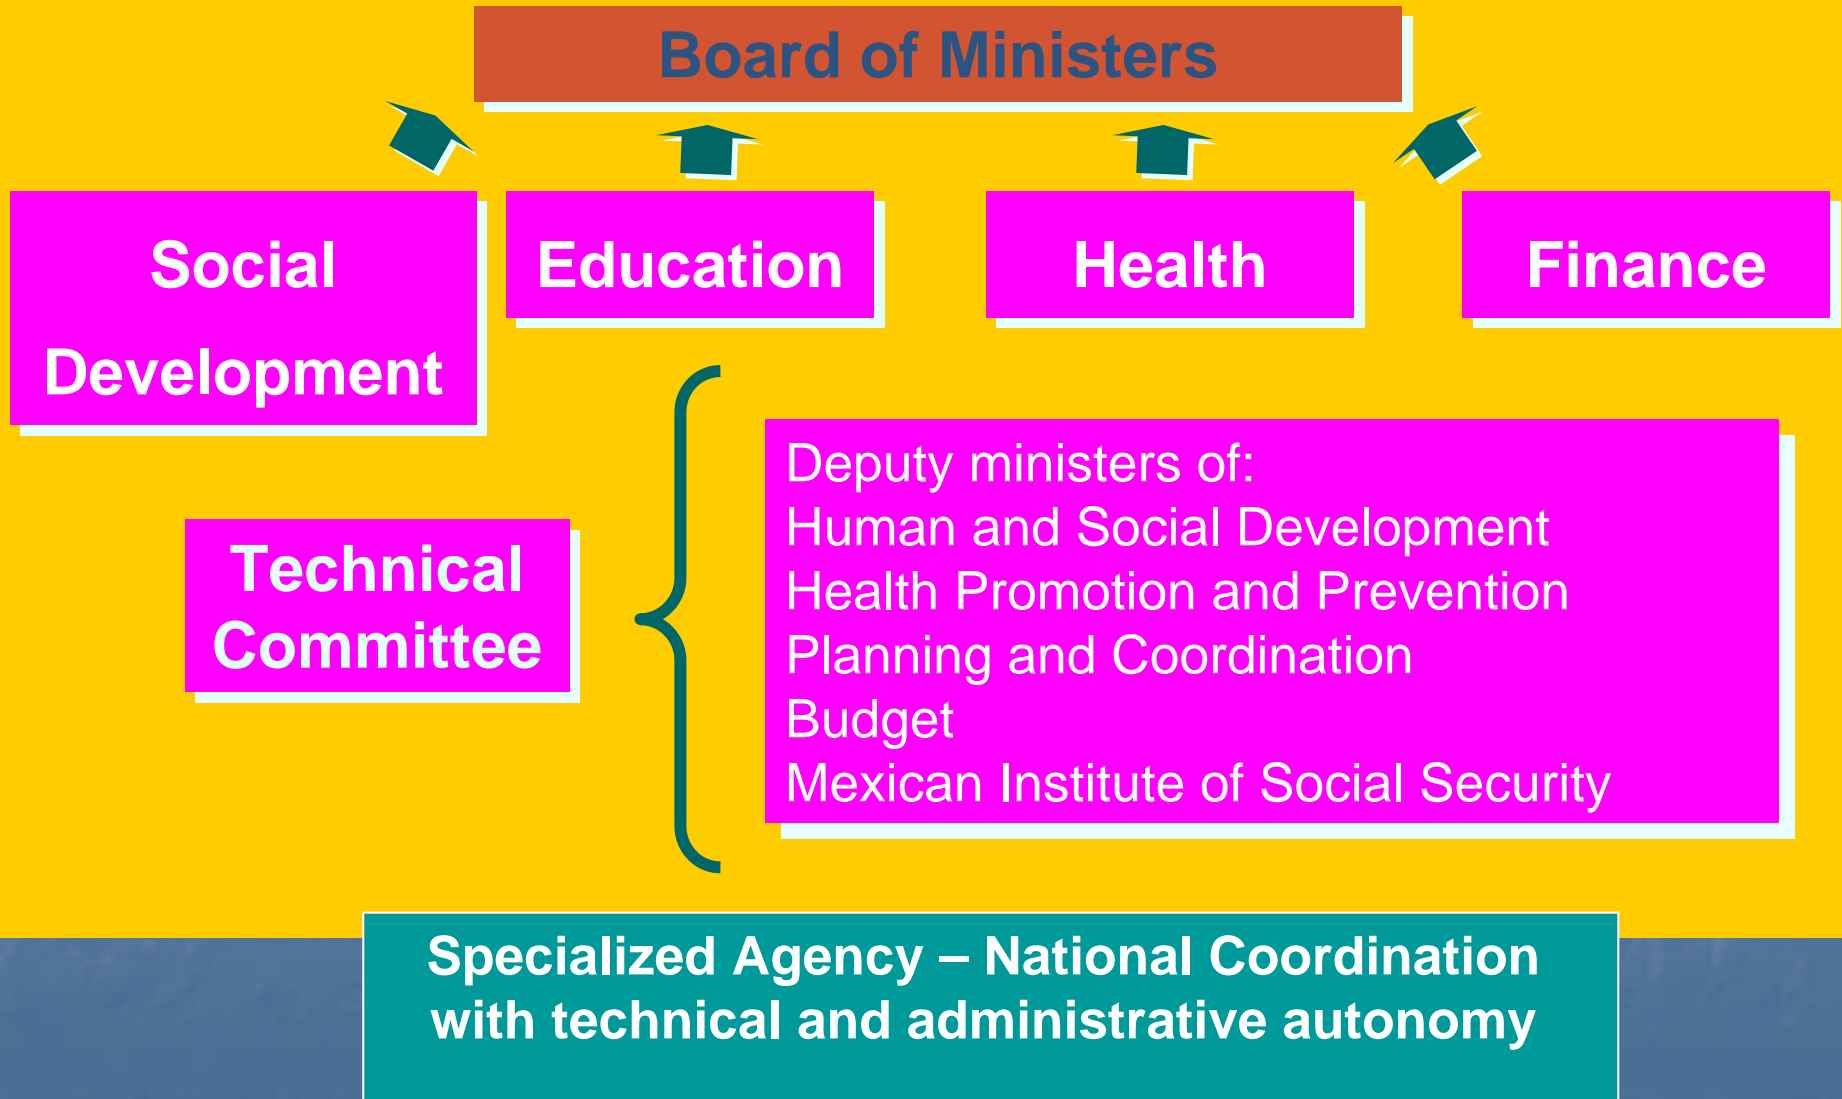 Board of Ministers
Social
Development
Education
Health
Finance
Technical
Committee
Deputy ministers of:
Human and Social Development
Health Promotion and Prevention
Planning and Coordination
Budget
Mexican Institute of Social Security
Specialized Agency – National Coordination
with technical and administrative autonomy